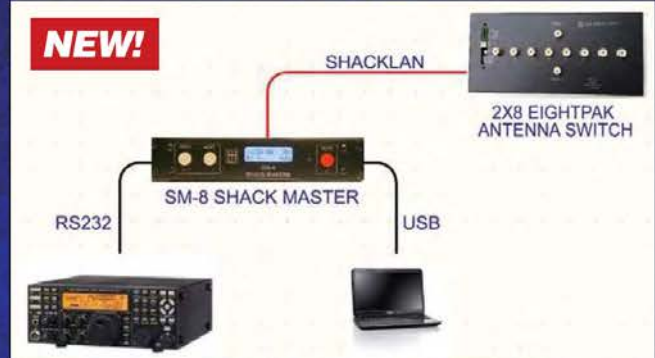 NEW!
SHACKLAN
2X8 EIGHTPAK
ANTENNA SWITCH
SM-8 SHACK MASTER
RS232
USB